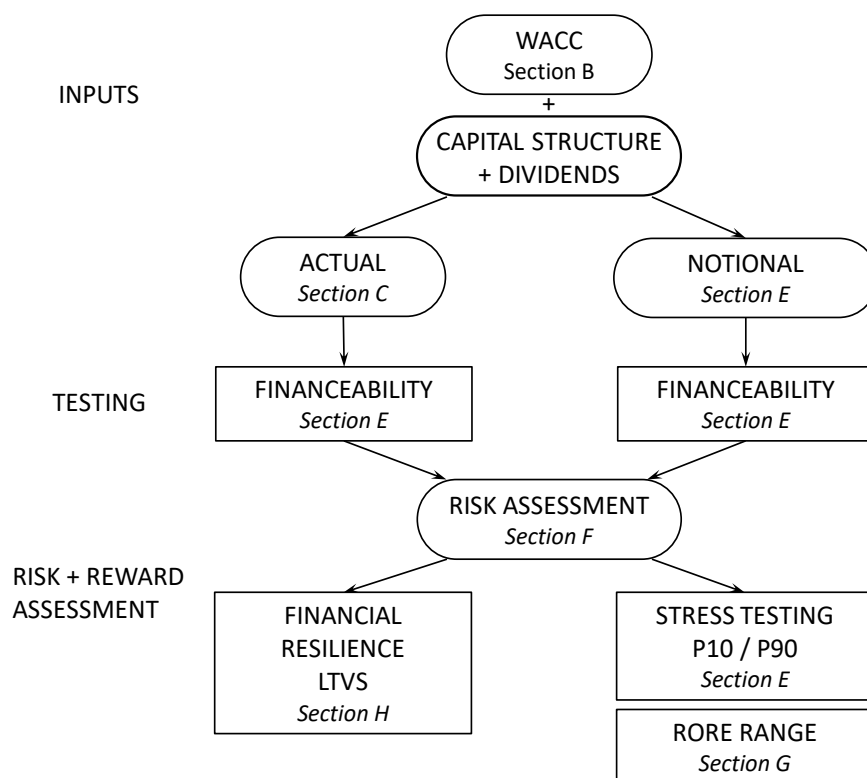 WACC
Section B
INPUTS
+
CAPITAL STRUCTURE
+ DIVIDENDS
ACTUAL
Section C
NOTIONAL
Section E
TESTING
FINANCEABILITY
Section E
FINANCEABILITY
Section E
RISK ASSESSMENT
Section F
RISK + REWARD
ASSESSMENT
FINANCIAL
RESILIENCE
LTVS
Section H
STRESS TESTING
P10 / P90
Section E
RORE RANGE
Section G